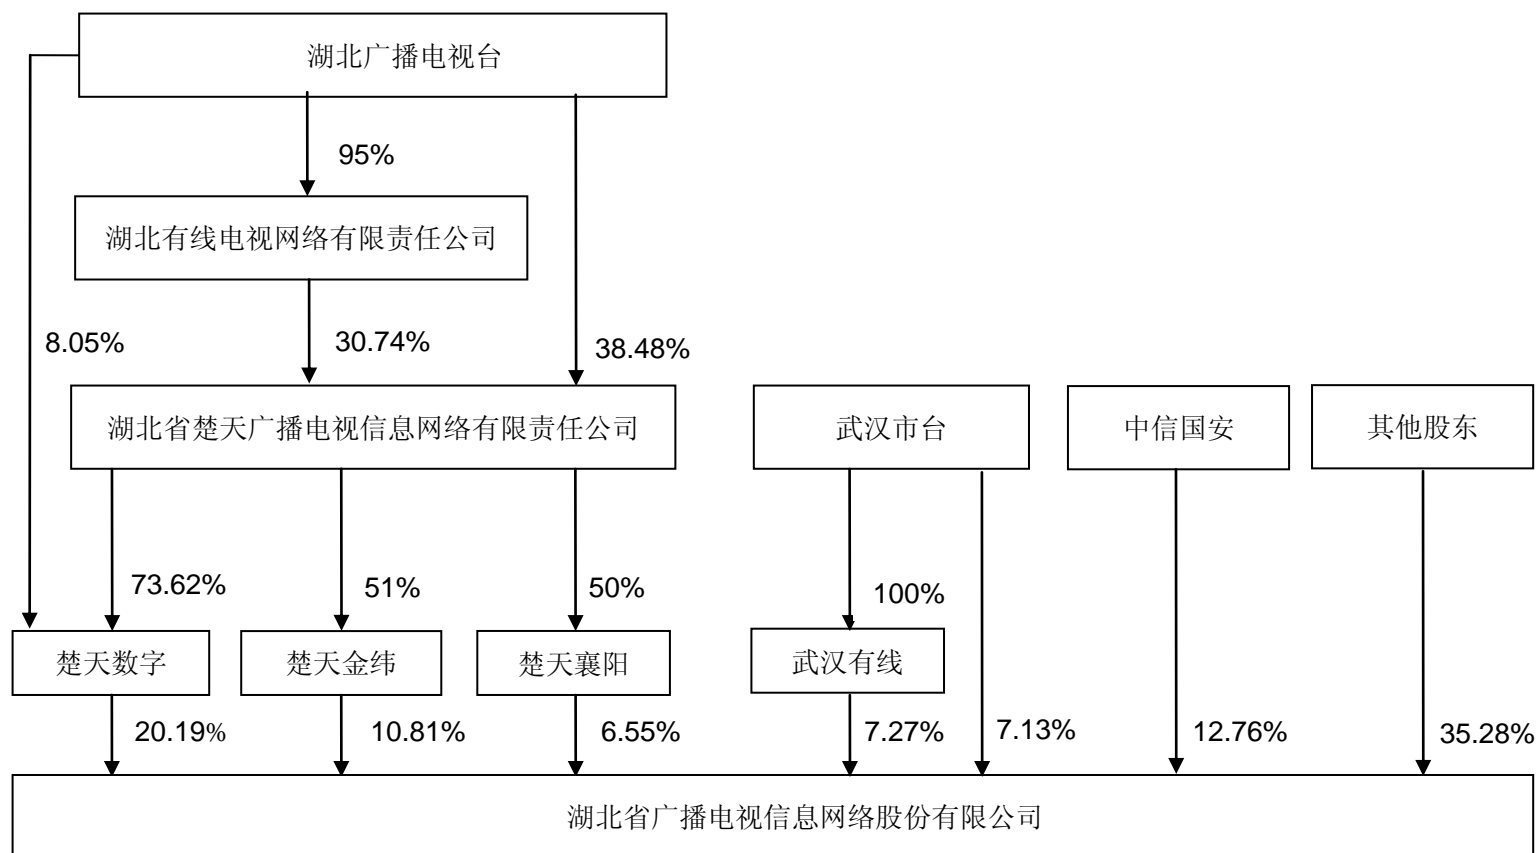 湖北广播电视台
95%
湖北有线电视网络有限责任公司
8.05%
30.74%
38.48%
湖北省楚天广播电视信息网络有限责任公司
武汉市台
中信国安
其他股东
73.62%
51%
50%
100%
楚天数字
楚天金纬
楚天襄阳
武汉有线
20.19%
10.81%
6.55%
7.27%
7.13%
12.76%
35.28%
湖北省广播电视信息网络股份有限公司